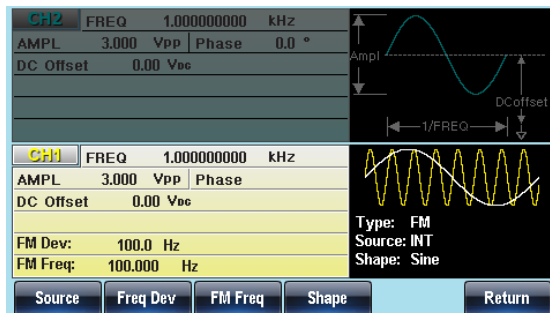 CH2 FREQ 1.000000000 kHz
AMPL 3.000 Vpp Phase 0.0 °
DC Offset 0.00 VDC
Ampl
DCoffset
1/FREQ
CH1 FREQ 1.000000000 kHz
AMPL 3.000 Vpp Phase
DC Offset 0.00 VDC
FM Dev: 100.0 Hz
FM Freq: 100.000 Hz
Type: FM
Source: INT
Shape: Sine
Source Freq Dev FM Freq Shape Return